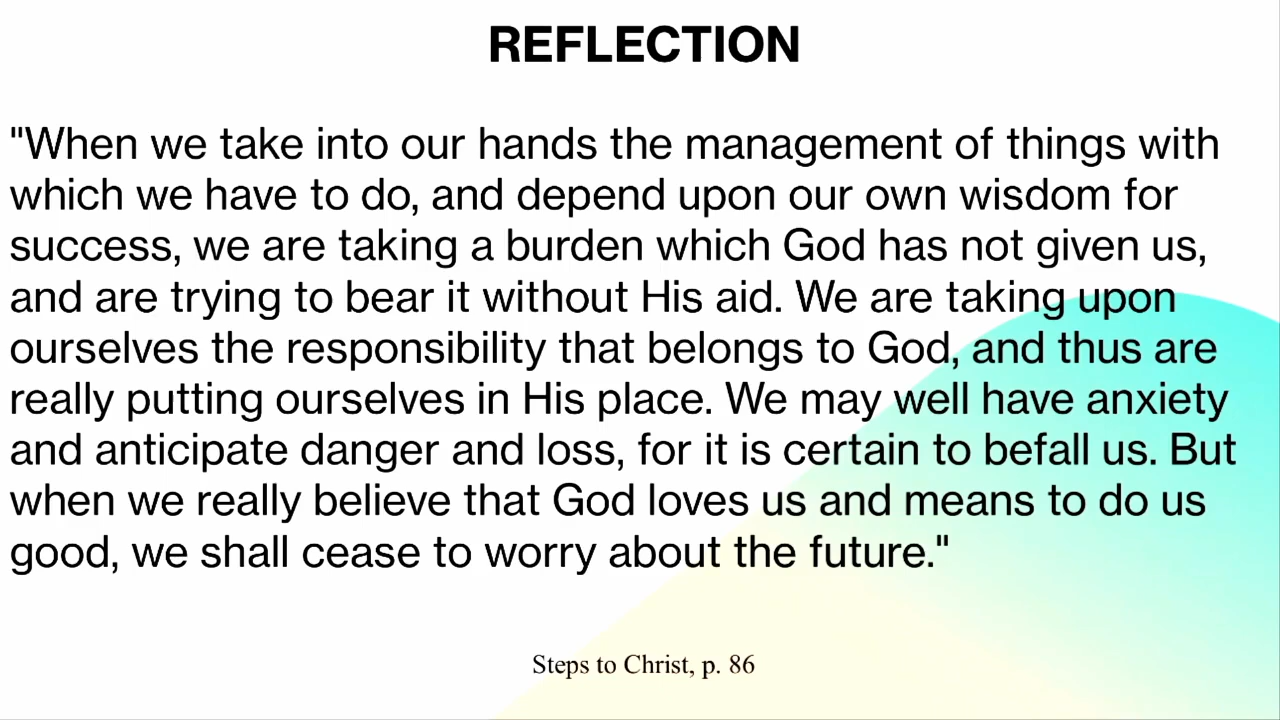 REFLECTION
"When we take into our hands the management of things with
which we have to do, and depend upon our own wisdom for
success, we are taking a burden which God has not given us,
and are trying to bear it without His aid. We are taking upon
ourselves the responsibility that belongs to God, and thus are
really putting ourselves in His place. We may well have anxiety
and anticipate danger and loss, for it is certain to befall us. But
when we really believe that God loves us and means to do us
good, we shall cease to worry about the future."
Steps to Christ, p. 86